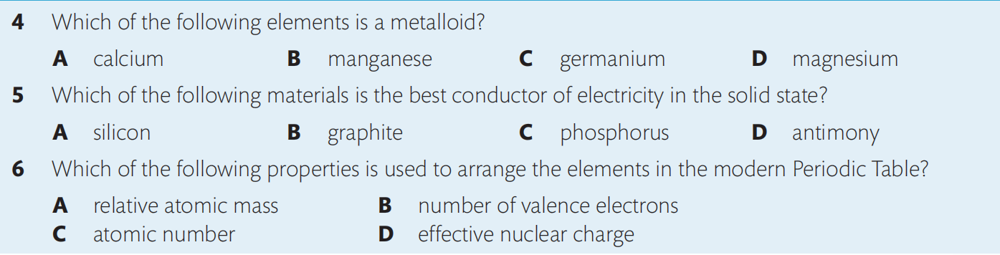 4 Which of the following elements is a metalloid?
A calcium B manganese C germanium D magnesium
5 Which of the following materials is the best conductor of electricity in the solid state?
A silicon B graphite C phosphorus D antimony
6 Which of the following properties is used to arrange the elements in the modern Periodic Table?
A relative atomic mass B number of valence electrons
C atomic number D effective nuclear charge